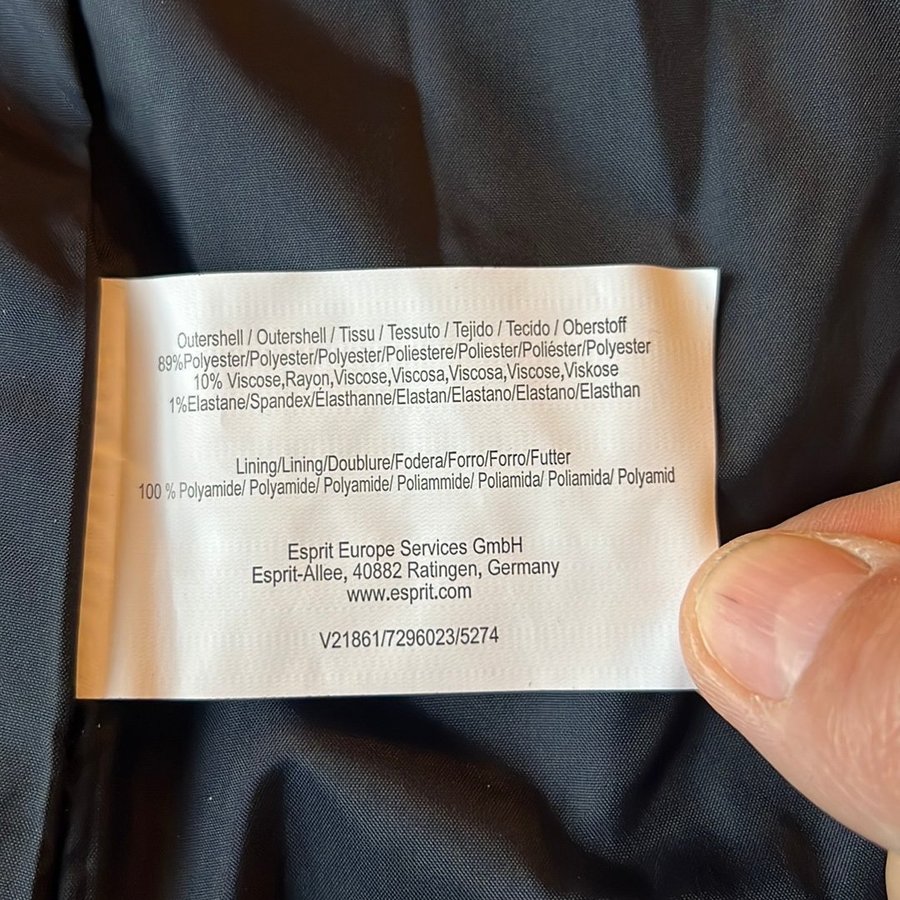 Outershell / Outershell / Tissu / Tessuto / Tejido / Tecido / Oberstoff
89%Polyester/Polyester/Polyester/Poliestere/Poliester/Poliéster/Polyester
10% Viscose,Rayon,Viscose,Viscosa,Viscosa,Viscose,Viskose
1%Elastane/Spandex/Élasthanne/Elastan/Elastano/Elastano/Elasthan
Lining/Lining/Doublure/Fodera/Forro/Forro/Futter
100 % Polyamide/ Polyamide/ Polyamide/ Poliammide/ Poliamida/ Poliamida/ Polyamid
Esprit Europe Services GmbH
Esprit-Allee, 40882 Ratingen, Germany
www.esprit.com
V21861/7296023/5274